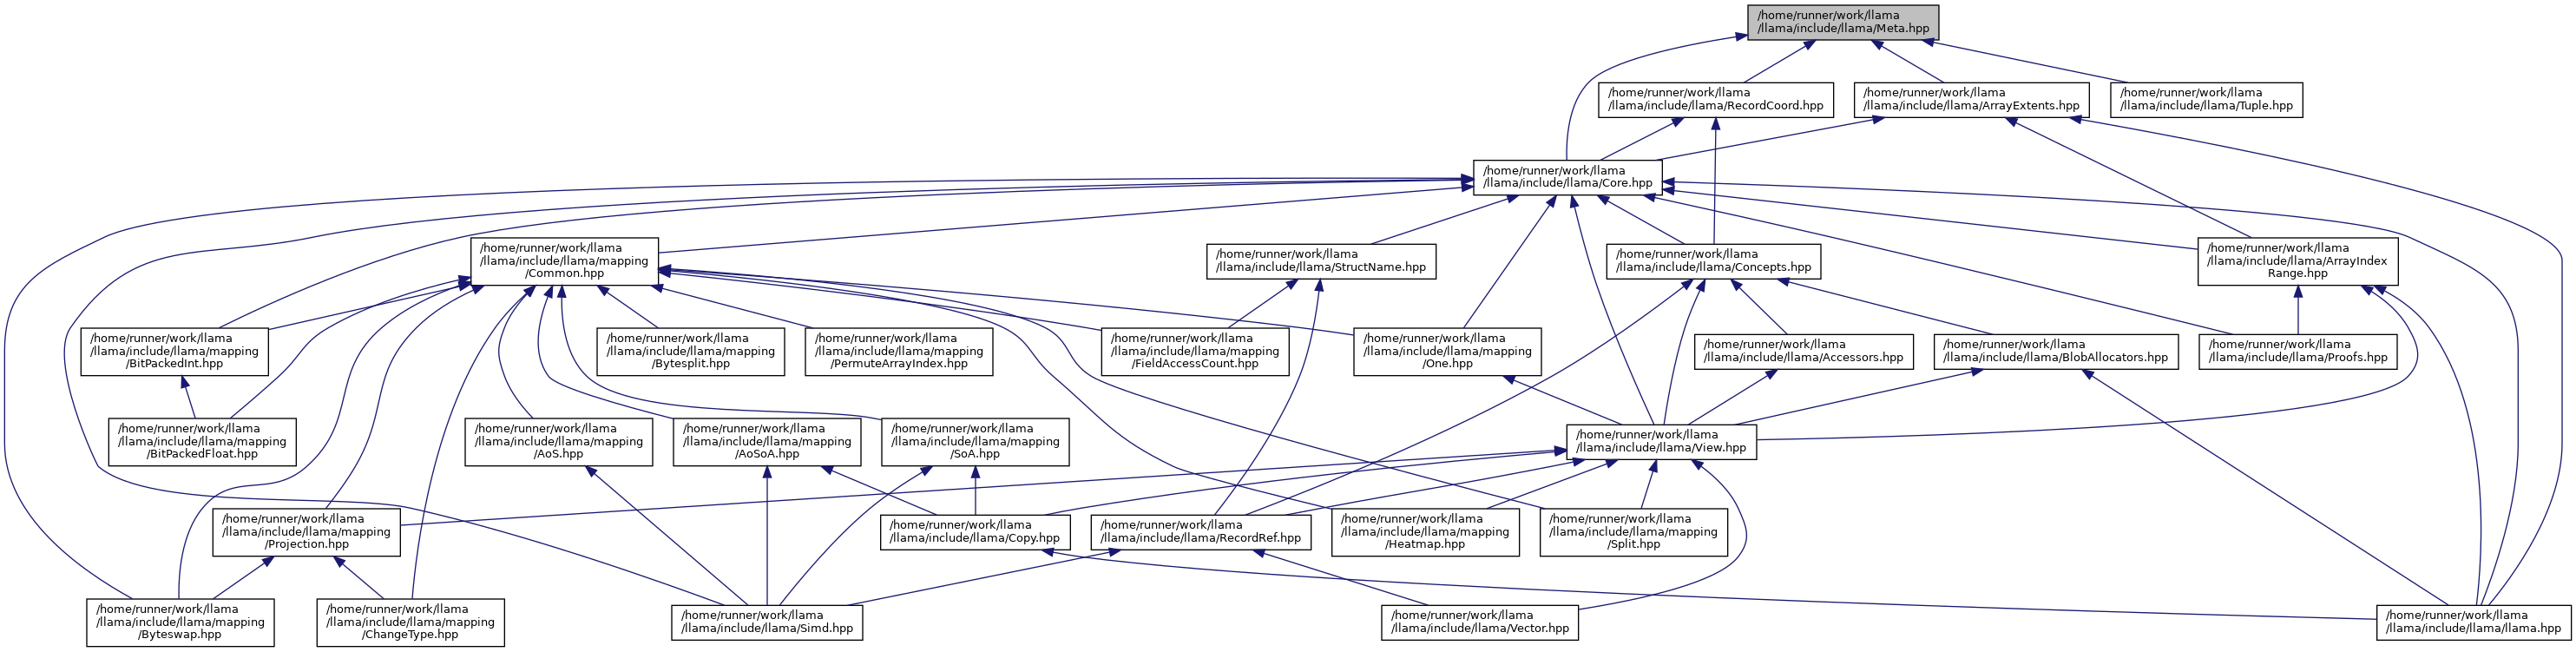 /home/runner/work/llama
/llama/include/llama/Meta.hpp
/home/runner/work/llama
/llama/include/llama/RecordCoord.hpp
/home/runner/work/llama
/llama/include/llama/ArrayExtents.hpp
/home/runner/work/llama
/llama/include/llama/Tuple.hpp
/home/runner/work/llama
/llama/include/llama/Core.hpp
/home/runner/work/llama
/llama/include/llama/mapping
/Common.hpp
/home/runner/work/llama
/llama/include/llama/StructName.hpp
/home/runner/work/llama
/llama/include/llama/Concepts.hpp
/home/runner/work/llama
/llama/include/llama/ArrayIndex
Range.hpp
/home/runner/work/llama
/llama/include/llama/mapping
/BitPackedInt.hpp
/home/runner/work/llama
/llama/include/llama/mapping
/Bytesplit.hpp
/home/runner/work/llama
/llama/include/llama/mapping
/PermuteArrayIndex.hpp
/home/runner/work/llama
/llama/include/llama/mapping
/FieldAccessCount.hpp
/home/runner/work/llama
/llama/include/llama/mapping
/One.hpp
/home/runner/work/llama
/llama/include/llama/Accessors.hpp
/home/runner/work/llama
/llama/include/llama/BlobAllocators.hpp
/home/runner/work/llama
/llama/include/llama/Proofs.hpp
/home/runner/work/llama
/llama/include/llama/mapping
/BitPackedFloat.hpp
/home/runner/work/llama
/llama/include/llama/mapping
/AoS.hpp
/home/runner/work/llama
/llama/include/llama/mapping
/AoSoA.hpp
/home/runner/work/llama
/llama/include/llama/mapping
/SoA.hpp
/home/runner/work/llama
/llama/include/llama/View.hpp
/home/runner/work/llama
/llama/include/llama/mapping
/Projection.hpp
/home/runner/work/llama
/llama/include/llama/Copy.hpp
/home/runner/work/llama
/llama/include/llama/RecordRef.hpp
/home/runner/work/llama
/llama/include/llama/mapping
/Heatmap.hpp
/home/runner/work/llama
/llama/include/llama/mapping
/Split.hpp
/home/runner/work/llama
/llama/include/llama/mapping
/Byteswap.hpp
/home/runner/work/llama
/llama/include/llama/mapping
/ChangeType.hpp
/home/runner/work/llama
/llama/include/llama/Simd.hpp
/home/runner/work/llama
/llama/include/llama/Vector.hpp
/home/runner/work/llama
/llama/include/llama/llama.hpp